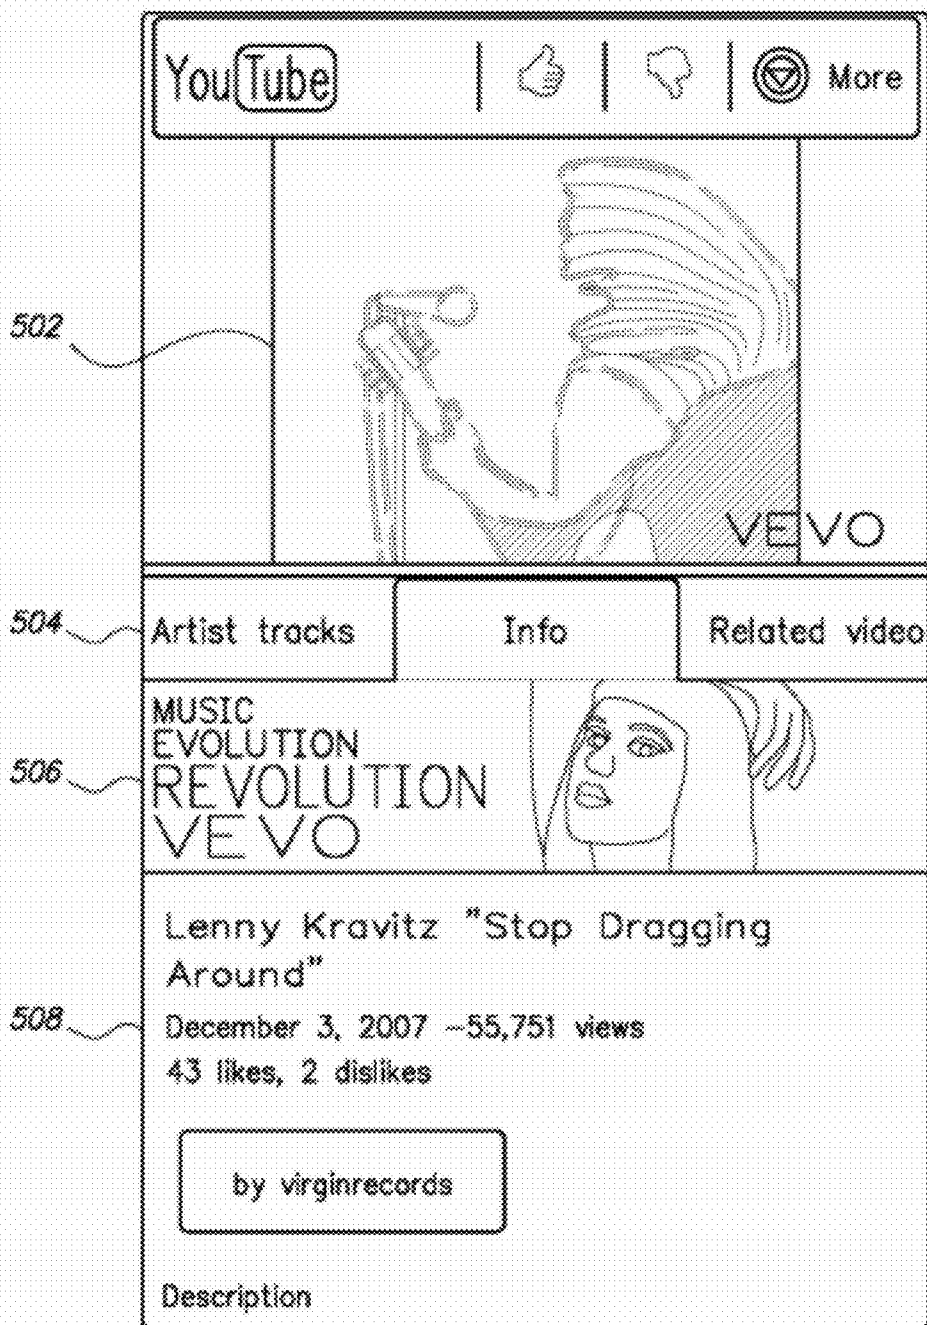 YouTube More
502
VEVO
504 Artist tracks Info Related video
MUSIC
EVOLUTION
506 REVOLUTION
VEVO
Lenny Kravitz "Stop Dragging
Around"
508 December 3, 2007 -55,751 views
43 likes, 2 dislikes
by virginrecords
Description